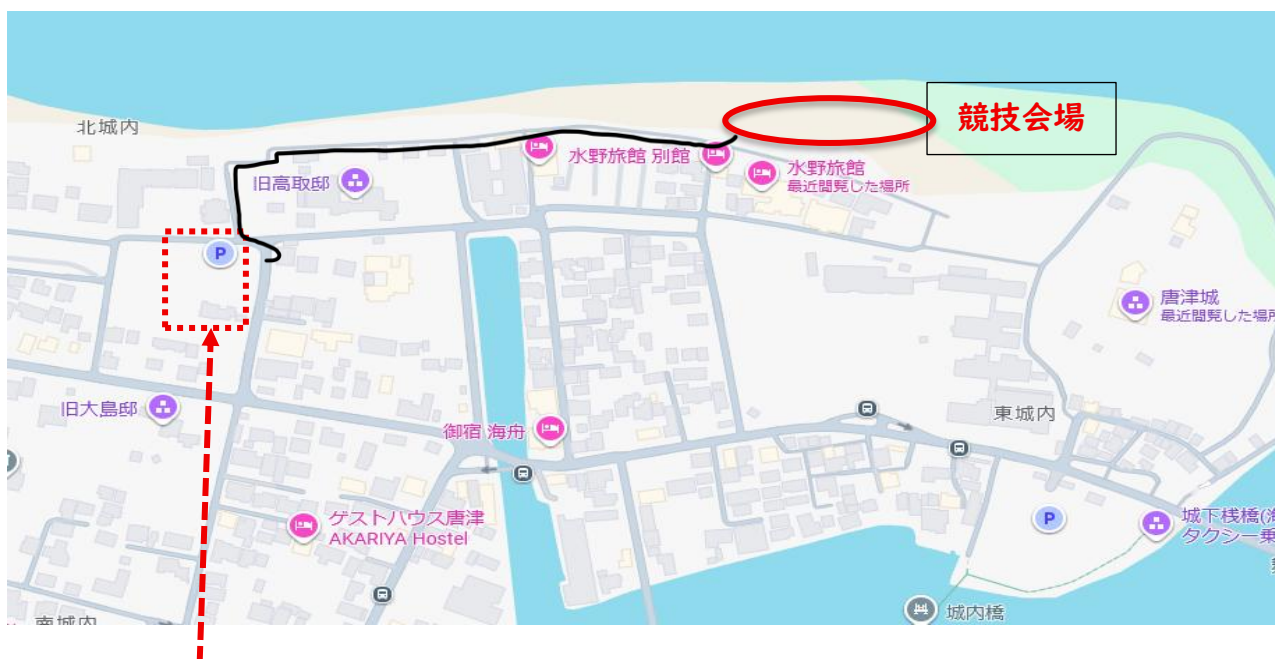 競技会場
北城内
水野旅館 別館
水野旅館
最近閲覧した場所
旧高取邸
P
唐津城
最近閲覧した場所
旧大島邸
東城内
御宿 海舟
ゲストハウス唐津
AKARIYA Hostel
P
城下桟橋(海
タクシー乗
城内橋
南城内